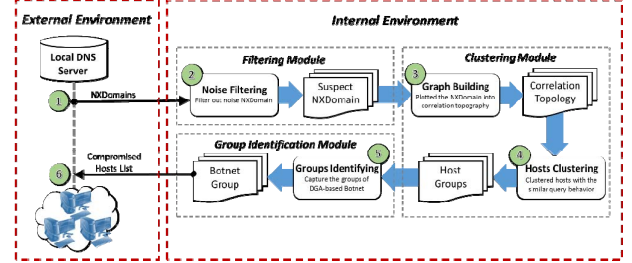 External Environment
Internal Environment
Local DNS
Server
1
NXDomains
Filtering Module
2
Noise Filtering
Filter out noise NXDomain
Suspect
NXDomain
Clustering Module
3
Graph Building
Plotted the NXDomain into
correlation topography
Correlation
Topology
4
Hosts Clustering
Clustered hosts with the
similar query behavior
Host
Groups
Group Identification Module
5
Groups Identifying
Capture the groups of
DGA-based Botnet
Botnet
Group
6
Compromised
Hosts List